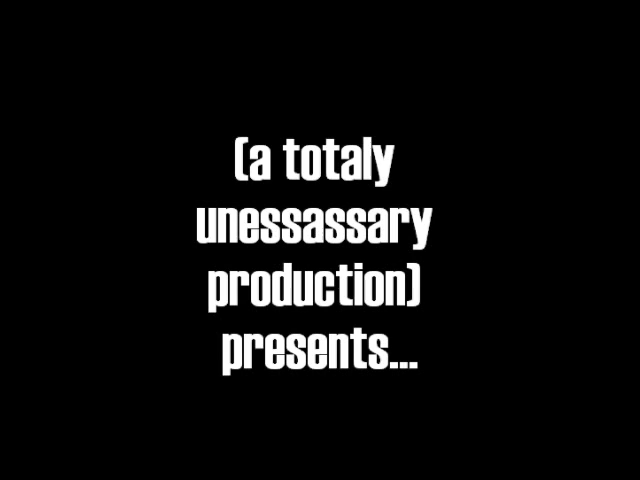 (a totaly
unessassary
production)
presents...